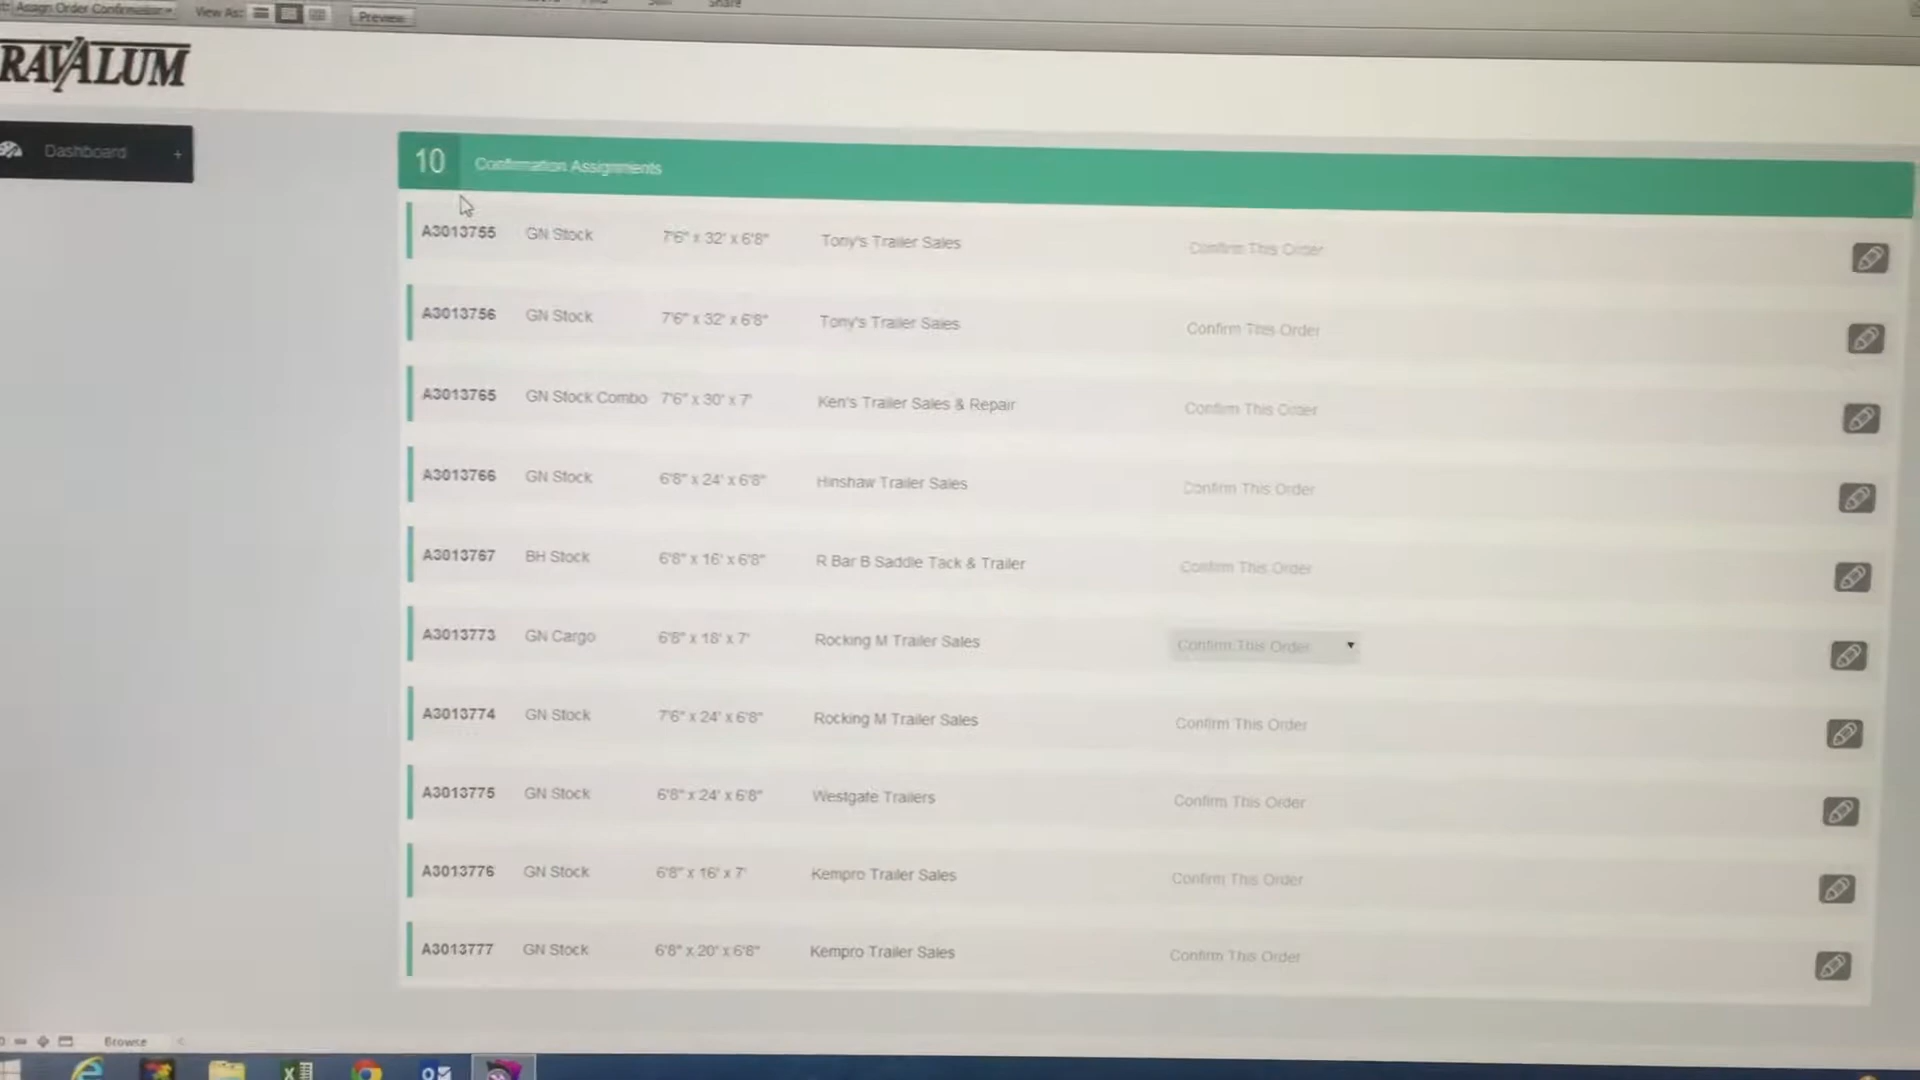 Assign Order Confirmation View As: Preview
Share
RAVALUM
Dashboard +
10 Confirmation Assignments
A3013755 GN Stock 7'6" x 32' x 6'8" Tony's Trailer Sales Confirm This Order
A3013756 GN Stock 7'6" x 32' x 6'8" Tony's Trailer Sales Confirm This Order
A3013765 GN Stock Combo 7'6" x 30' x 7' Ken's Trailer Sales & Repair Confirm This Order
A3013766 GN Stock 6'8" x 24' x 6'8" Hinshaw Trailer Sales Confirm This Order
A3013767 BH Stock 6'8" x 16' x 6'8" R Bar B Saddle Tack & Trailer Confirm This Order
A3013773 GN Cargo 6'8" x 18' x 7' Rocking M Trailer Sales Confirm This Order
A3013774 GN Stock 7'6" x 24' x 6'8" Rocking M Trailer Sales Confirm This Order
A3013775 GN Stock 6'8" x 24' x 6'8" Westgate Trailers Confirm This Order
A3013776 GN Stock 6'8" x 16' x 7' Kempro Trailer Sales Confirm This Order
A3013777 GN Stock 6'8" x 20' x 6'8" Kempro Trailer Sales Confirm This Order
Browse